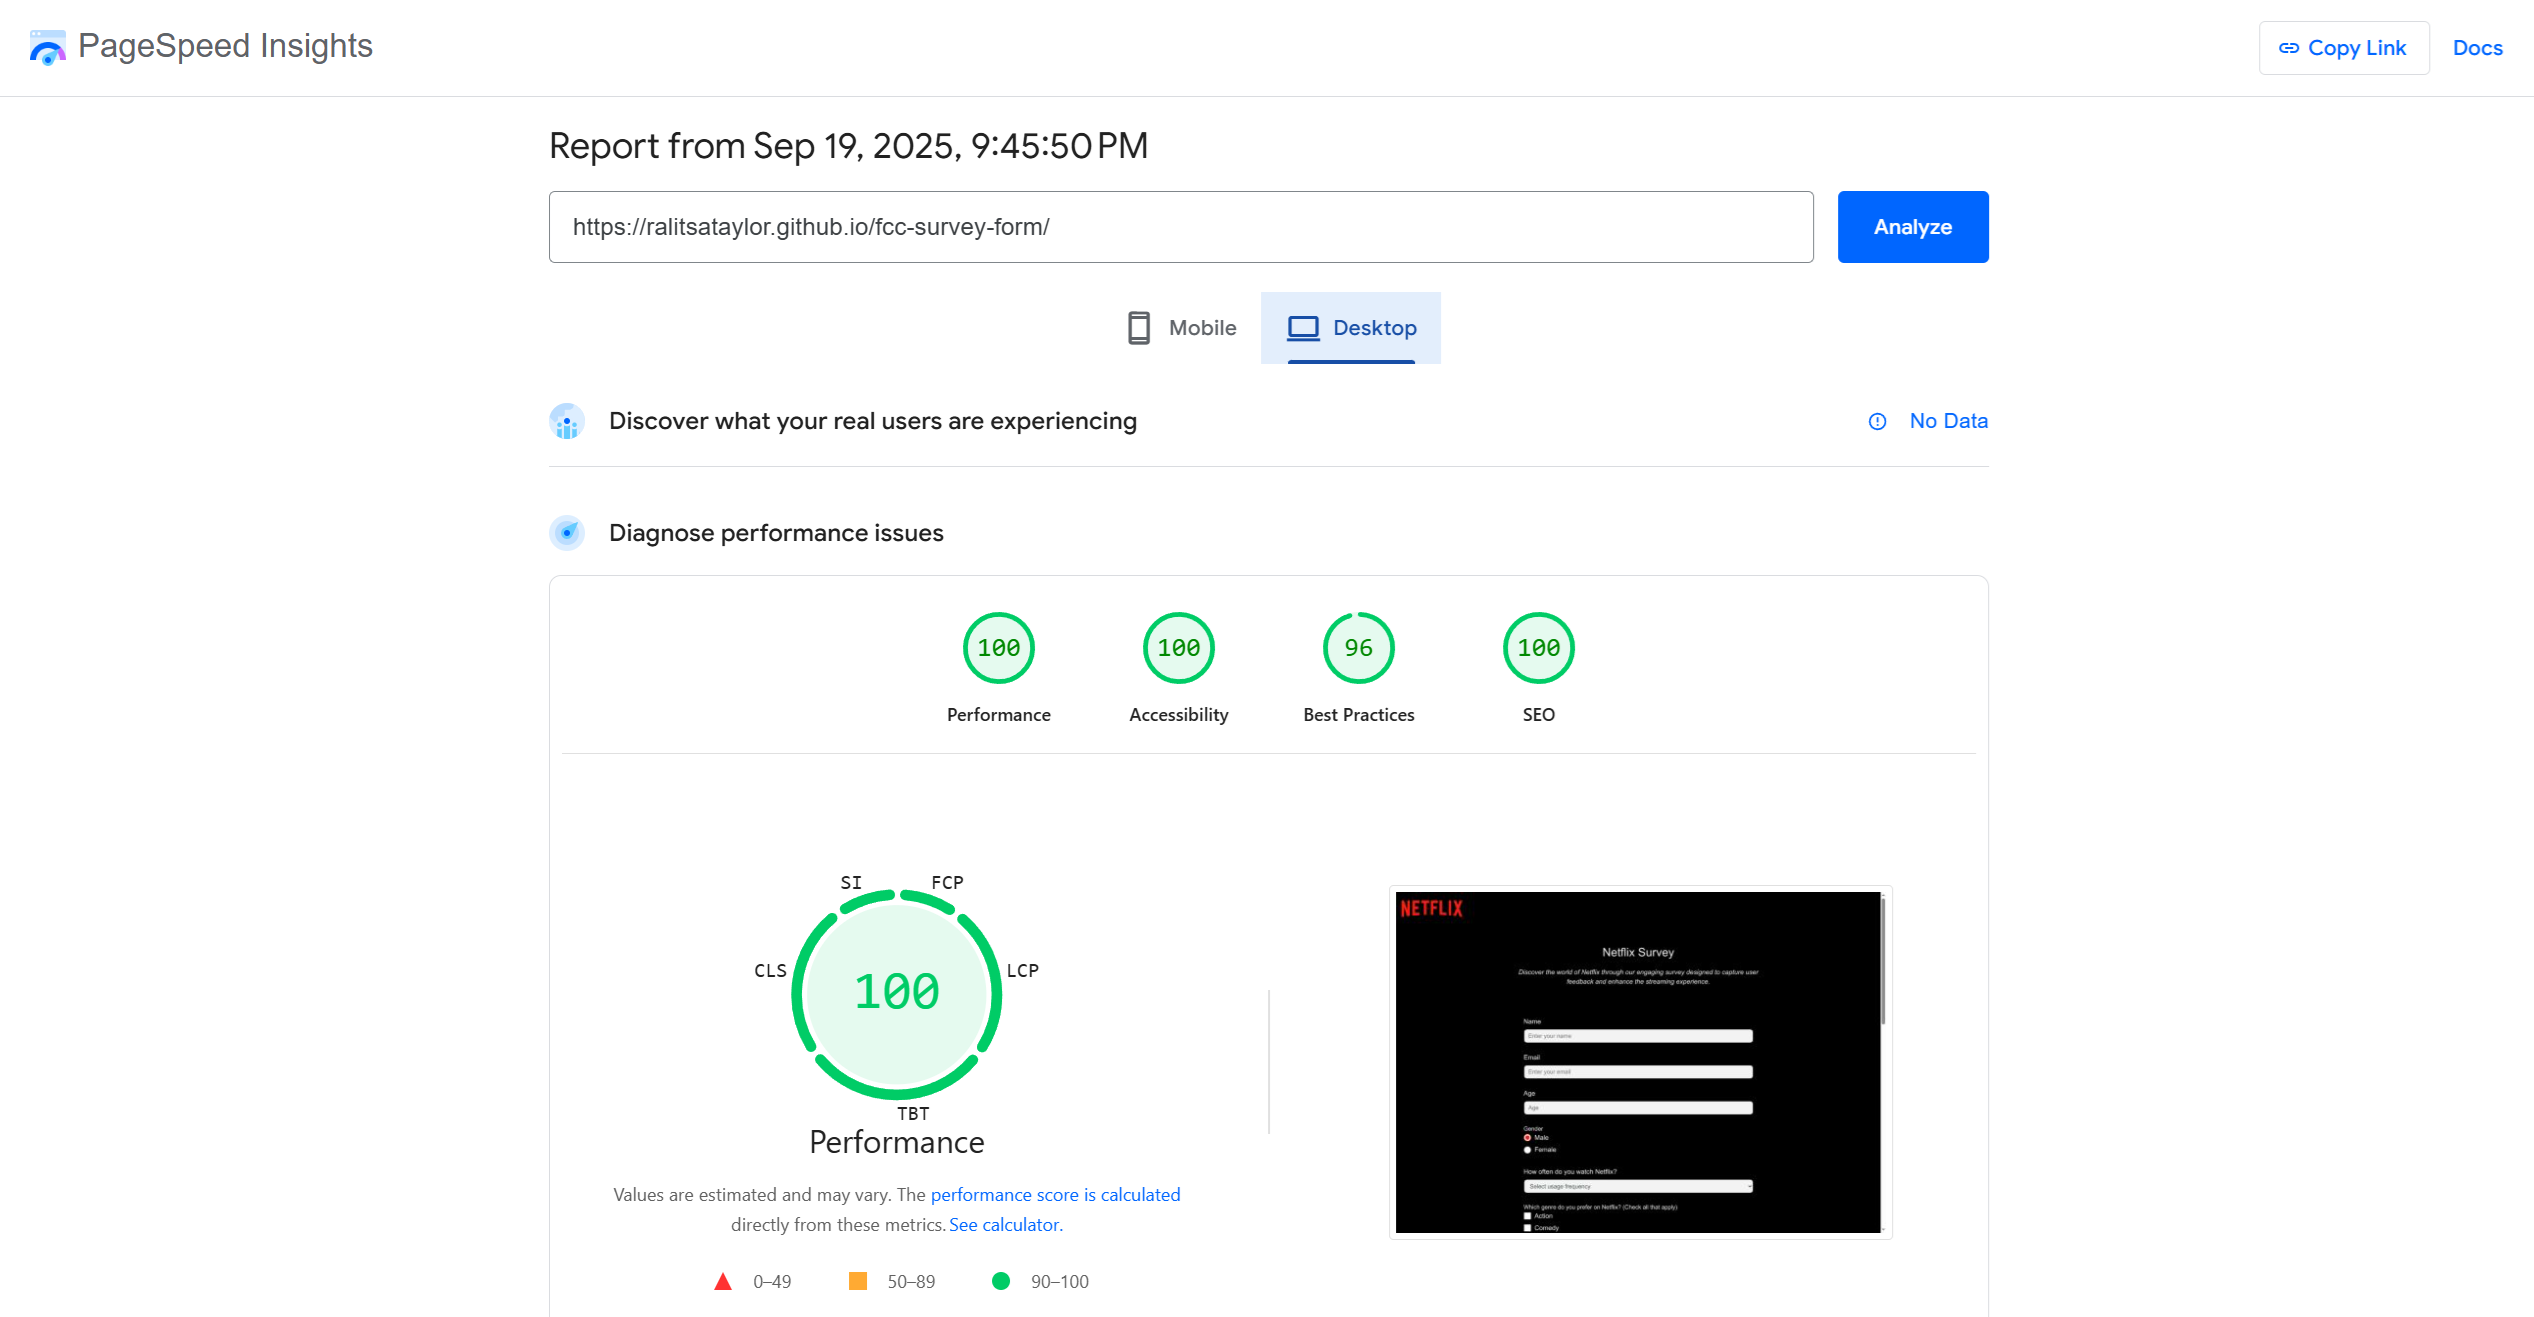 PageSpeed Insights
Copy Link
Docs
Report from Sep 19, 2025, 9:45:50 PM
https://ralitsataylor.github.io/fcc-survey-form/
Analyze
Mobile
Desktop
Discover what your real users are experiencing
No Data
Diagnose performance issues
100
100
96
100
Performance
Accessibility
Best Practices
SEO
SI
FCP
CLS
LCP
100
TBT
Performance
Values are estimated and may vary. The performance score is calculated
directly from these metrics. See calculator.
0–49
50–89
90–100
NETFLIX
Netflix Survey
Discover the world of Netflix through our engaging survey designed to capture user
feedback and enhance the streaming experience.
Name
Enter your name
Email
Enter your email
Age
Age
Gender
Male
Female
How often do you watch Netflix?
Select usage frequency
Which genre do you prefer on Netflix? (Check all that apply)
Action
Comedy